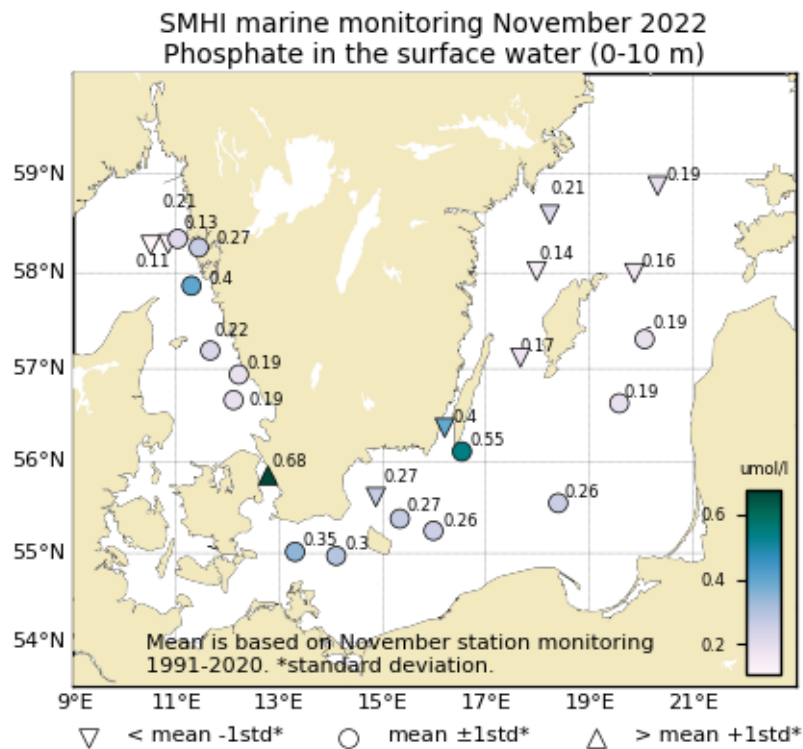 SMHI marine monitoring November 2022
Phosphate in the surface water (0-10 m)
59°N
58°N
57°N
56°N
55°N
54°N
0.21
0.13
0.27
0.11
0.4
0.22
0.19
0.19
0.68
0.35
0.3
0.27
0.27
0.26
0.4
0.55
0.26
0.21
0.19
0.14
0.16
0.17
0.19
0.19
umol/l
0.6
0.4
0.2
Mean is based on November station monitoring
1991-2020. *standard deviation.
9°E 11°E 13°E 15°E 17°E 19°E 21°E
< mean -1std* mean ±1std* > mean +1std*